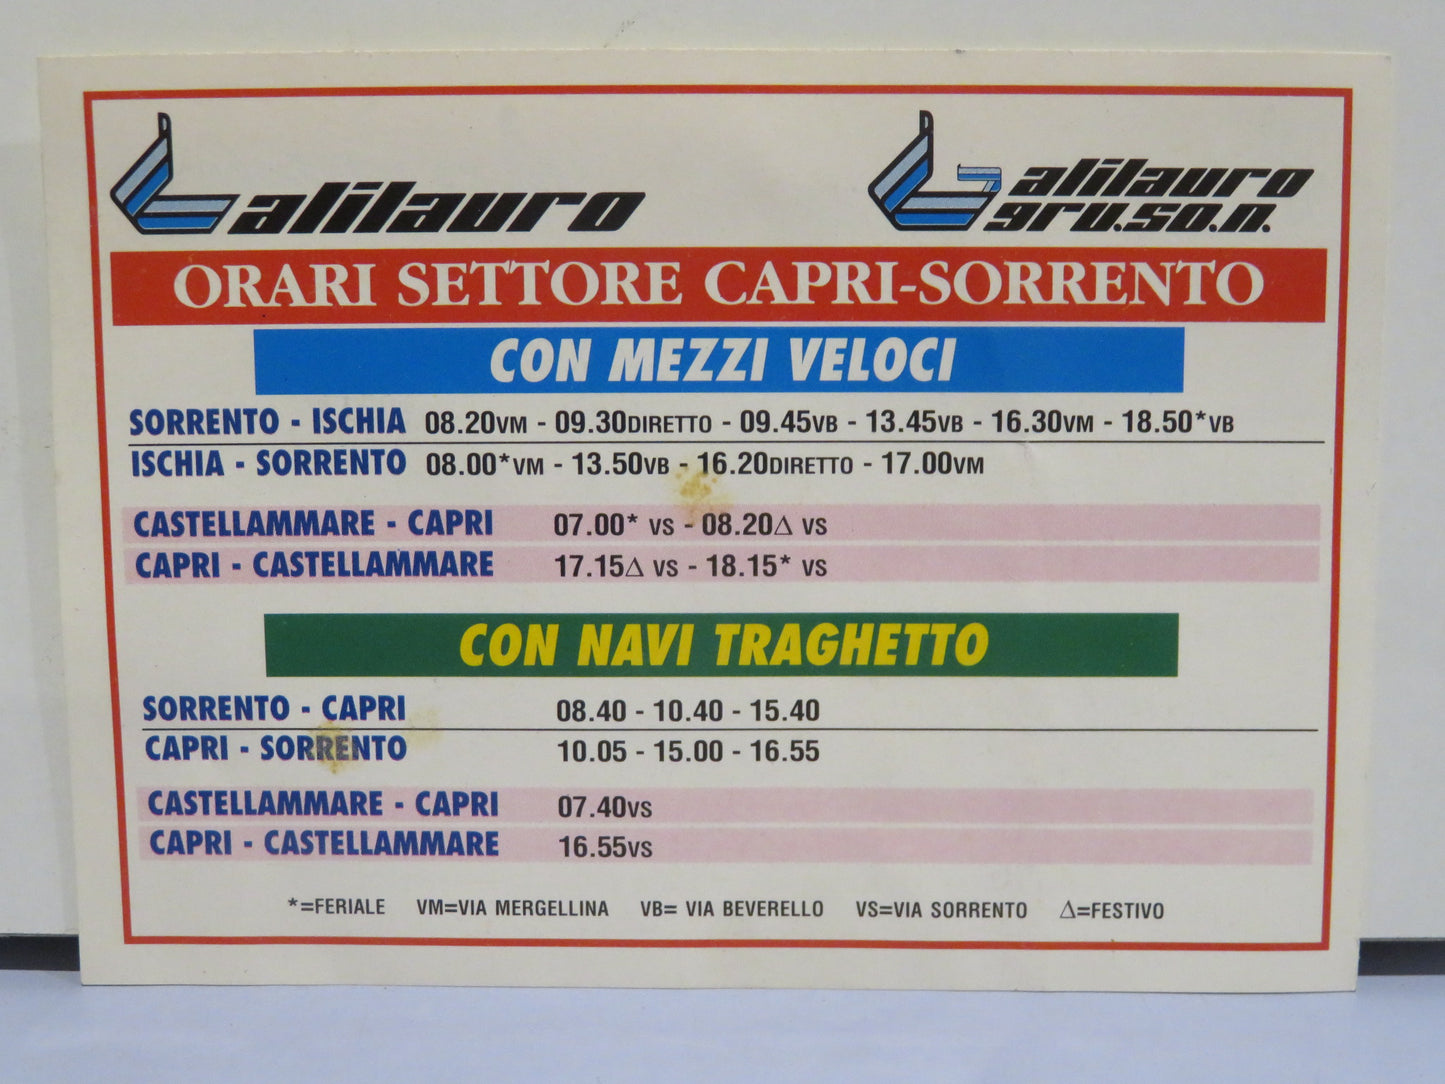 alilauro
alilauro
gru.so.n.
ORARI SETTORE CAPRI-SORRENTO
CON MEZZI VELOCI
SORRENTO - ISCHIA 08.20VM - 09.30DIRETTO - 09.45VB - 13.45VB - 16.30VM - 18.50*VB
ISCHIA - SORRENTO 08.00*VM - 13.50VB - 16.20DIRETTO - 17.00VM
CASTELLAMMARE - CAPRI 07.00* VS - 08.20Δ VS
CAPRI - CASTELLAMMARE 17.15Δ VS - 18.15* VS
CON NAVI TRAGHETTO
SORRENTO - CAPRI 08.40 - 10.40 - 15.40
CAPRI - SORRENTO 10.05 - 15.00 - 16.55
CASTELLAMMARE - CAPRI 07.40VS
CAPRI - CASTELLAMMARE 16.55VS
*=FERIALE VM=VIA MERGELLINA VB= VIA BEVERELLO VS=VIA SORRENTO Δ=FESTIVO